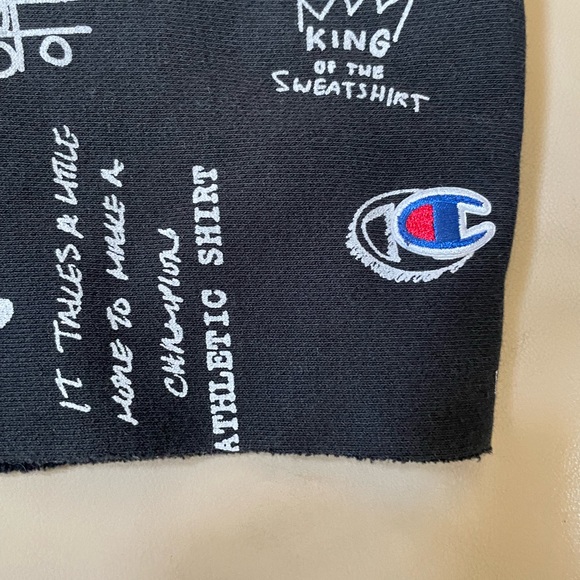 KING
OF THE
SWEATSHIRT
IT TAKES A LITTLE
MORE TO MAKE A
CHAMPION
ATHLETIC SHIRT